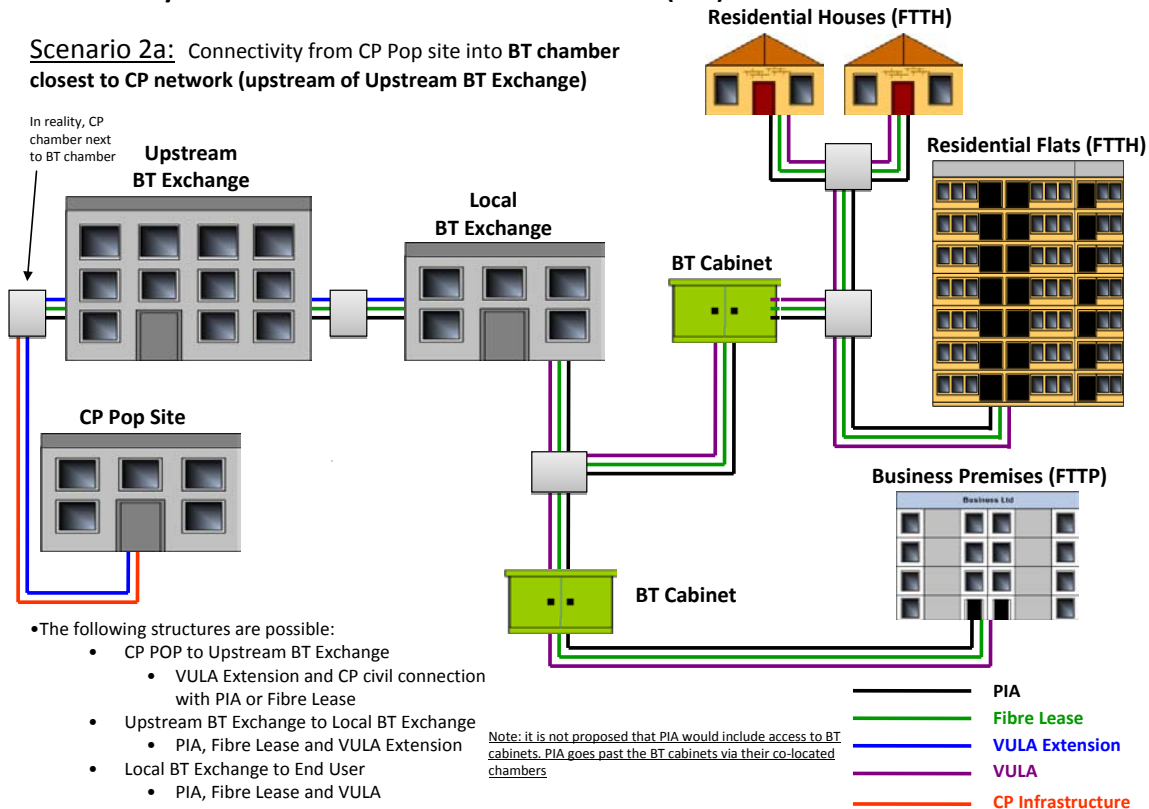 Residential Houses (FTTH)
Scenario 2a: Connectivity from CP Pop site into BT chamber
closest to CP network (upstream of Upstream BT Exchange)
In reality, CP
chamber next
to BT chamber
Upstream
BT Exchange
Local
BT Exchange
BT Cabinet
Residential Flats (FTTH)
CP Pop Site
Business Premises (FTTP)
Business Ltd
BT Cabinet
•The following structures are possible:
• CP POP to Upstream BT Exchange
• VULA Extension and CP civil connection
with PIA or Fibre Lease
• Upstream BT Exchange to Local BT Exchange
• PIA, Fibre Lease and VULA Extension
• Local BT Exchange to End User
• PIA, Fibre Lease and VULA
Note: it is not proposed that PIA would include access to BT
cabinets. PIA goes past the BT cabinets via their co-located
chambers
PIA
Fibre Lease
VULA Extension
VULA
CP Infrastructure